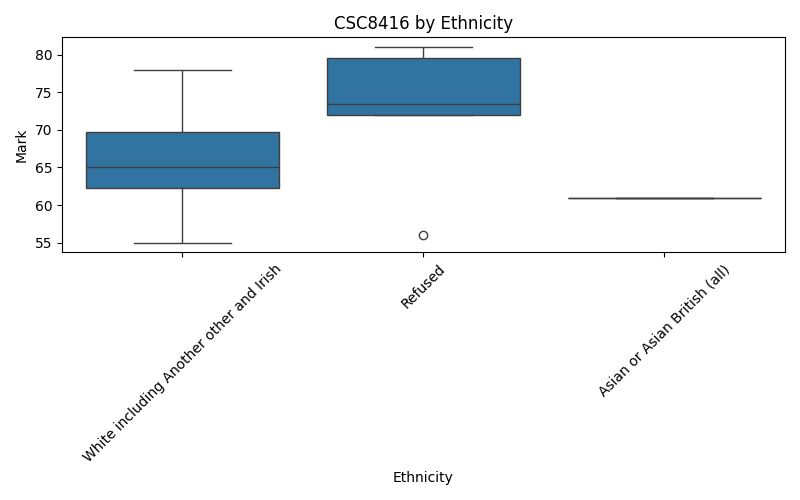 CSC8416 by Ethnicity
80
75
70
65
60
55
Mark
White including Another other and Irish
Refused
Asian or Asian British (all)
Ethnicity